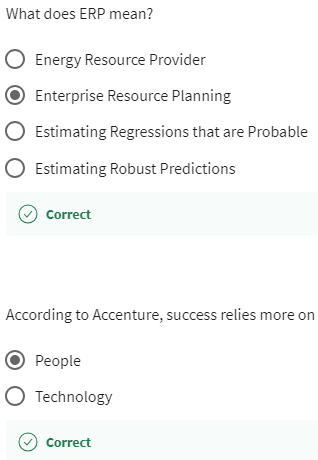 What does ERP mean?
Energy Resource Provider
Enterprise Resource Planning
Estimating Regressions that are Probable
Estimating Robust Predictions
Correct
According to Accenture, success relies more on
People
Technology
Correct